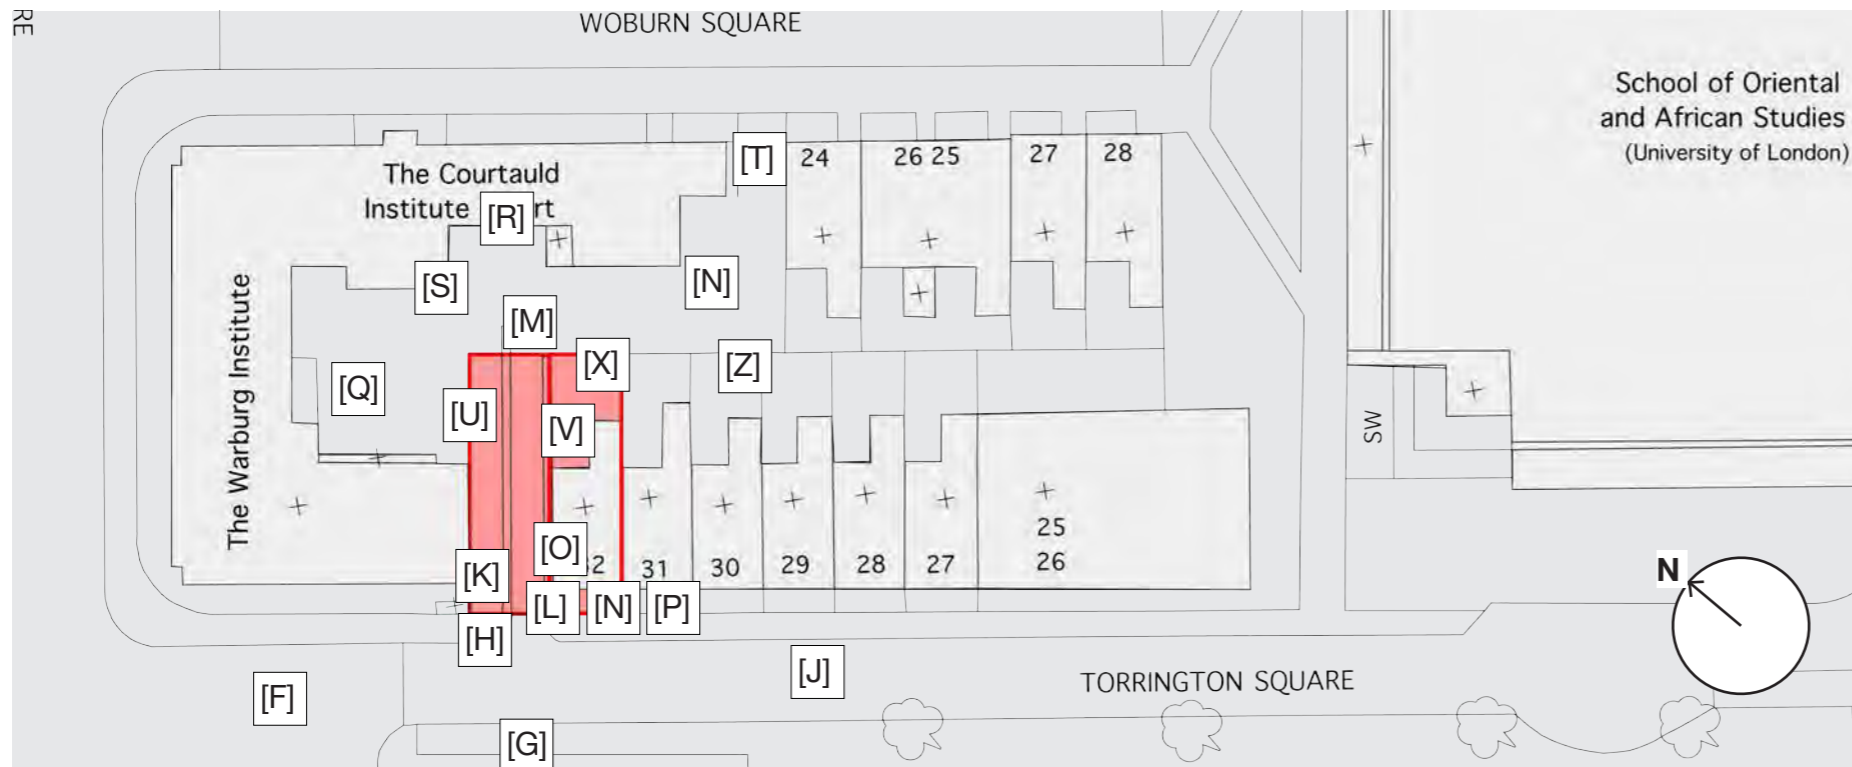 RE
WOBURN SQUARE
School of Oriental
and African Studies
(University of London)
[T]
24
26 25
27
28
The Courtauld
Institute
rt
[R]
[S]
[N]
[M]
The Warburg Institute
[X]
[Z]
[Q]
[U]
[V]
SW
[O]
2
31
30
29
28
27
25
26
[K]
[L]
[N]
[P]
[H]
N
[J]
TORRINGTON SQUARE
[F]
[G]